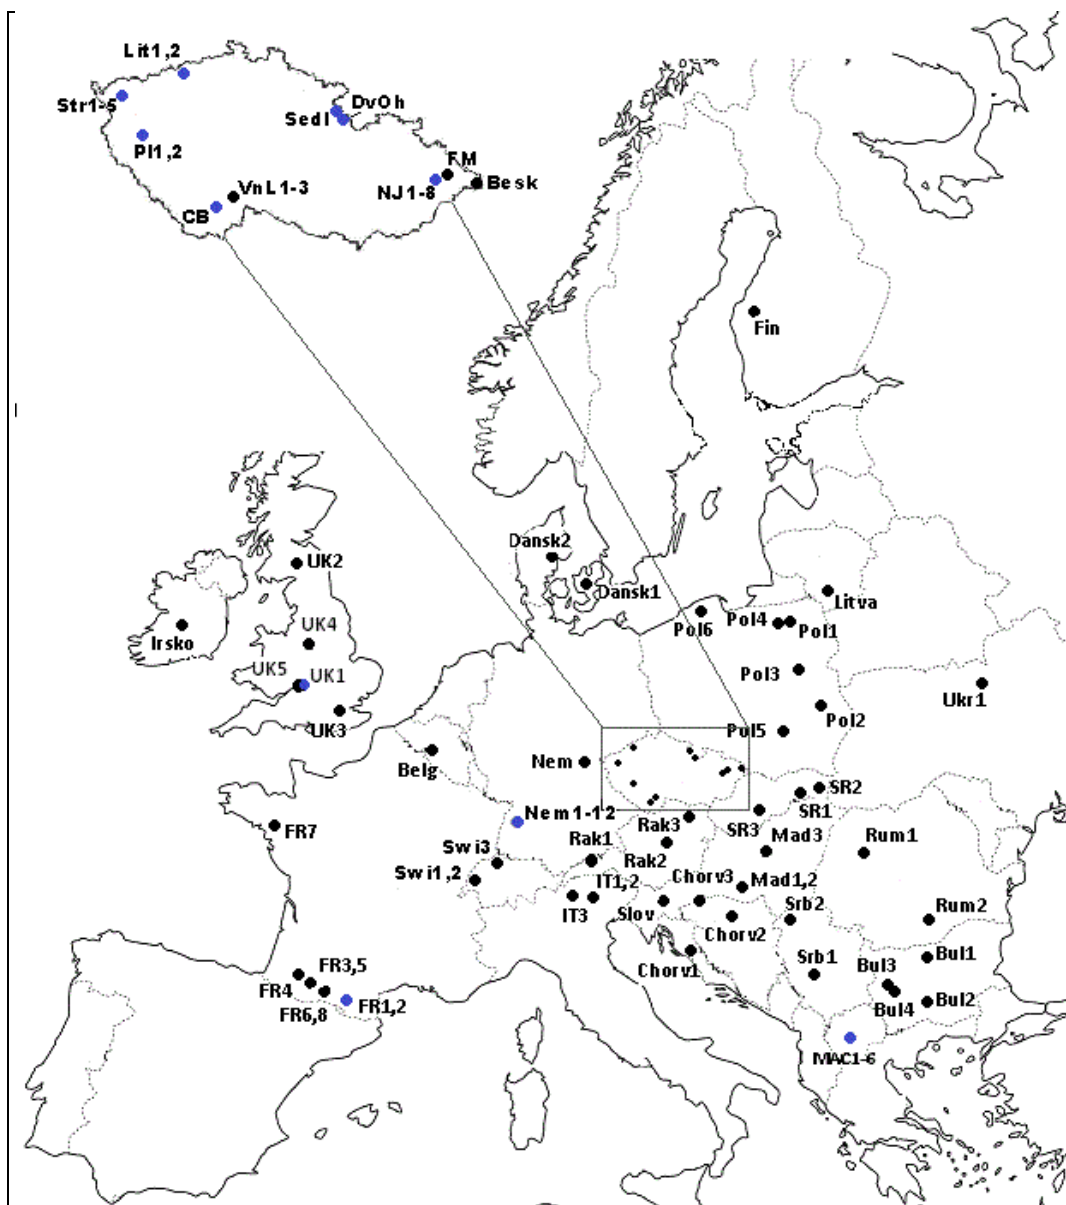 Lit1,2
Str1-5
DvOh
Sedl
Pl1,2
FM
Besk
NJ1-8
VnL1-3
CB
Fin
UK2
Dansk2
Dansk1
Litva
Irsko
UK4
Pol6
Pol4
Pol1
UK5
UK1
Pol3
Ukr1
UK3
Pol2
Pol5
Belg
Nem
SR2
SR1
Nem1-12
FR7
Rak3
SR3
Mad3
Rum1
Swi3
Rak1
Rak2
Swi1,2
IT1,2
Chorv3
Mad1,2
IT3
Slov
Srb2
Chorv2
Rum2
Chorv1
Srb1
Bul3
Bul1
FR3,5
FR4
FR6,8
FR1,2
Bul4
Bul2
MAC1-6